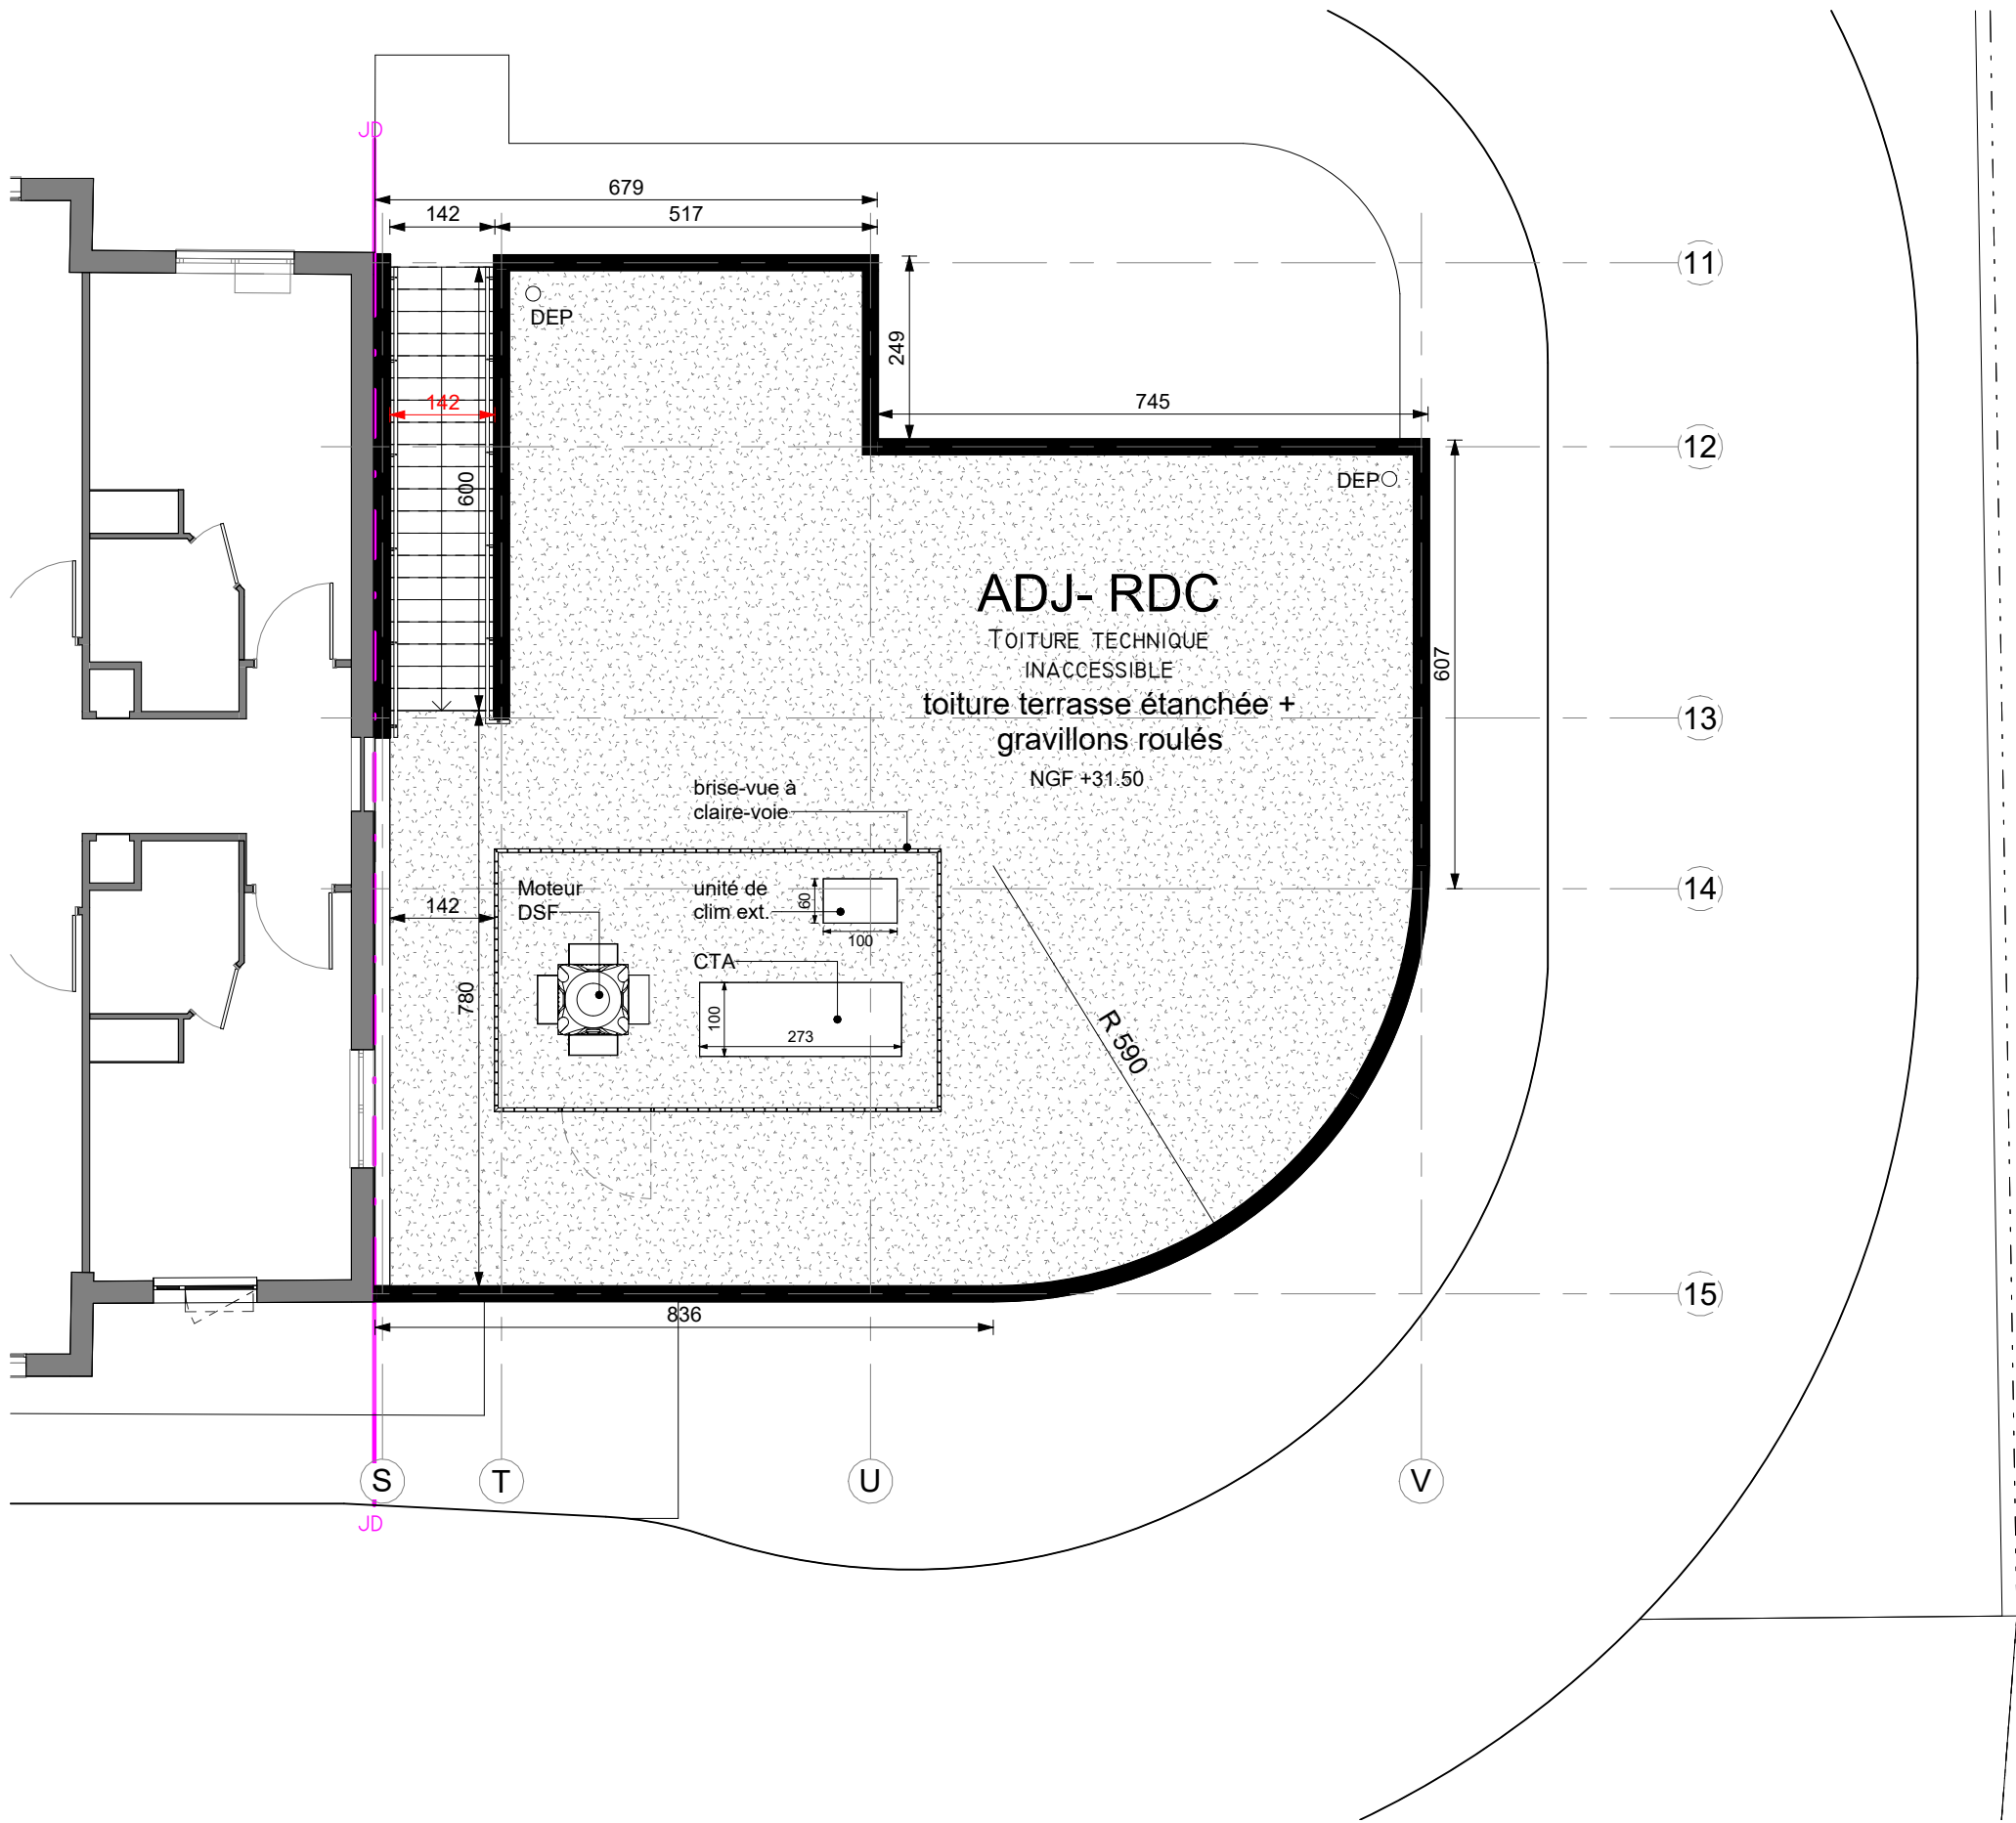 JD
679
142
517
11
DEP
249
142
745
12
600
DEP
ADJ- RDC
TOITURE TECHNIQUE
INACCESSIBLE
toiture terrasse étanchée +
gravillons roulés
NGF +31.50
607
13
brise-vue à
claire-voie
Moteur
DSF
unité de
clim ext.
60
100
14
142
CTA
780
100
273
R 590
15
836
S
T
U
V
JD